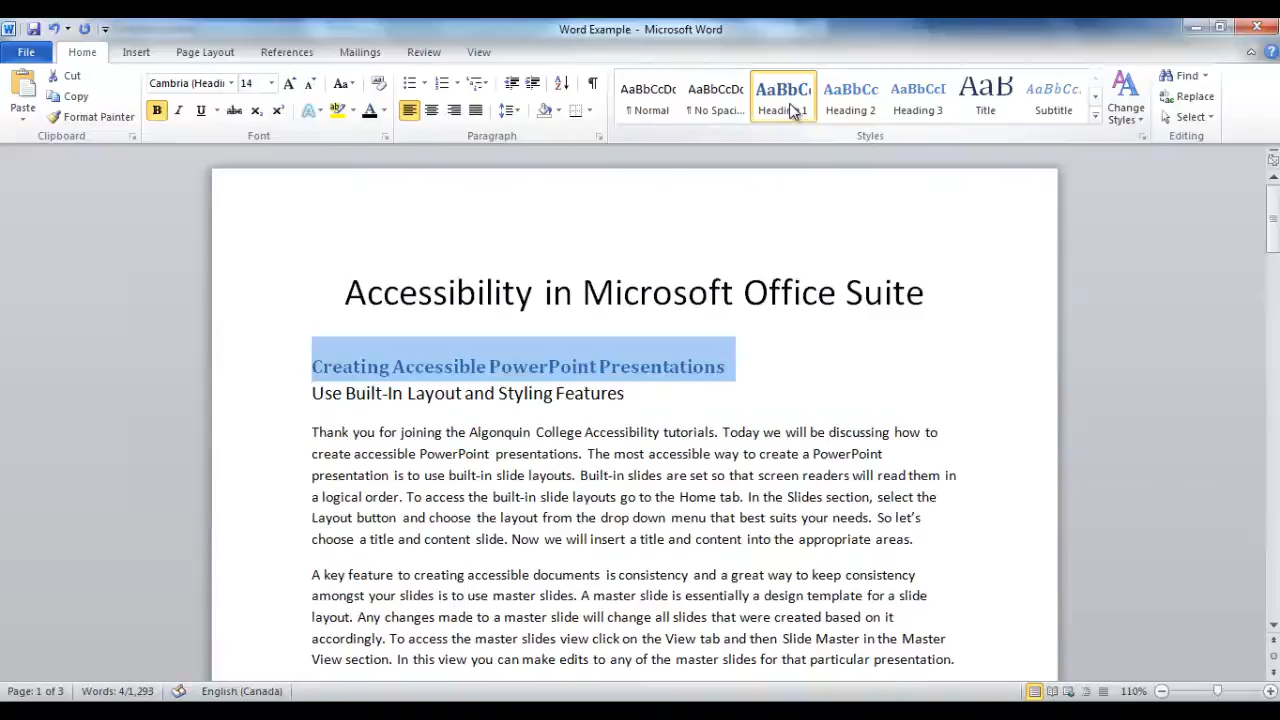 Word Example - Microsoft Word
File Home Insert Page Layout References Mailings Review View
Paste
Cut
Copy
Format Painter
Clipboard
Cambria (Headi 14
Font
Paragraph
AaBbCcDc AaBbCcDc AaBbC AaBbCc AaBbCcI AaB AaBbCc.
¶ Normal ¶ No Spaci... Heading 1 Heading 2 Heading 3 Title Subtitle
Change
Styles
Styles
Find
Replace
Select
Editing
Accessibility in Microsoft Office Suite
Creating Accessible PowerPoint Presentations
Use Built-In Layout and Styling Features
Thank you for joining the Algonquin College Accessibility tutorials. Today we will be discussing how to
create accessible PowerPoint presentations. The most accessible way to create a PowerPoint
presentation is to use built-in slide layouts. Built-in slides are set so that screen readers will read them in
a logical order. To access the built-in slide layouts go to the Home tab. In the Slides section, select the
Layout button and choose the layout from the drop down menu that best suits your needs. So let’s
choose a title and content slide. Now we will insert a title and content into the appropriate areas.
A key feature to creating accessible documents is consistency and a great way to keep consistency
amongst your slides is to use master slides. A master slide is essentially a design template for a slide
layout. Any changes made to a master slide will change all slides that were created based on it
accordingly. To access the master slides view click on the View tab and then Slide Master in the Master
View section. In this view you can make edits to any of the master slides for that particular presentation.
Page: 1 of 3 Words: 4/1,293 English (Canada) 110%